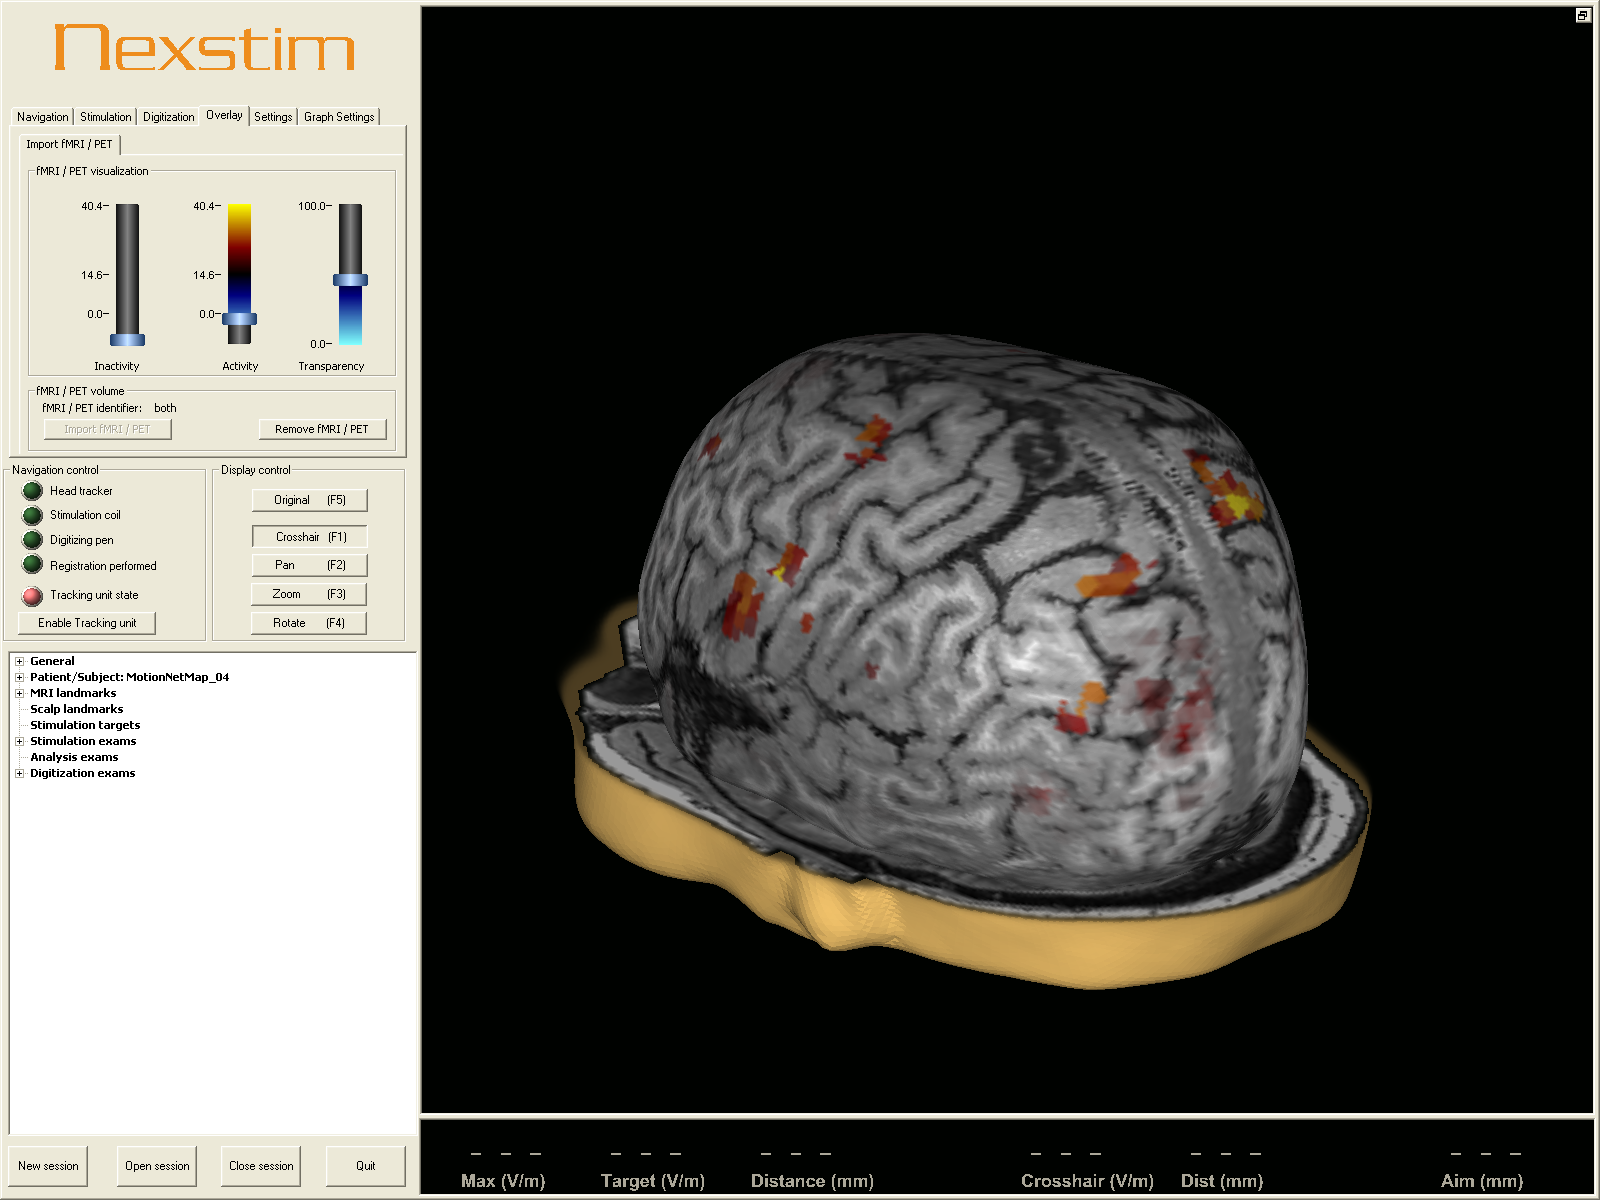 nexstim
Navigation Stimulation Digitization Overlay Settings Graph Settings
Import fMRI / PET
fMRI / PET visualization
40.4 40.4 100.0
14.6 14.6
0.0 0.0
0.0
Inactivity Activity Transparency
fMRI / PET volume
fMRI / PET identifier: both
Import fMRI / PET Remove fMRI / PET
Navigation control
Head tracker
Stimulation coil
Digitizing pen
Registration performed
Tracking unit state
Enable Tracking unit
Display control
Original (F5)
Crosshair (F1)
Pan (F2)
Zoom (F3)
Rotate (F4)
General
Patient/Subject: MotionNetMap_04
MRI landmarks
Scalp landmarks
Stimulation targets
Stimulation exams
Analysis exams
Digitization exams
New session Open session Close session Quit
– – – – – – – – – – – – – – – – – –
Max (V/m) Target (V/m) Distance (mm) Crosshair (V/m) Dist (mm) Aim (mm)